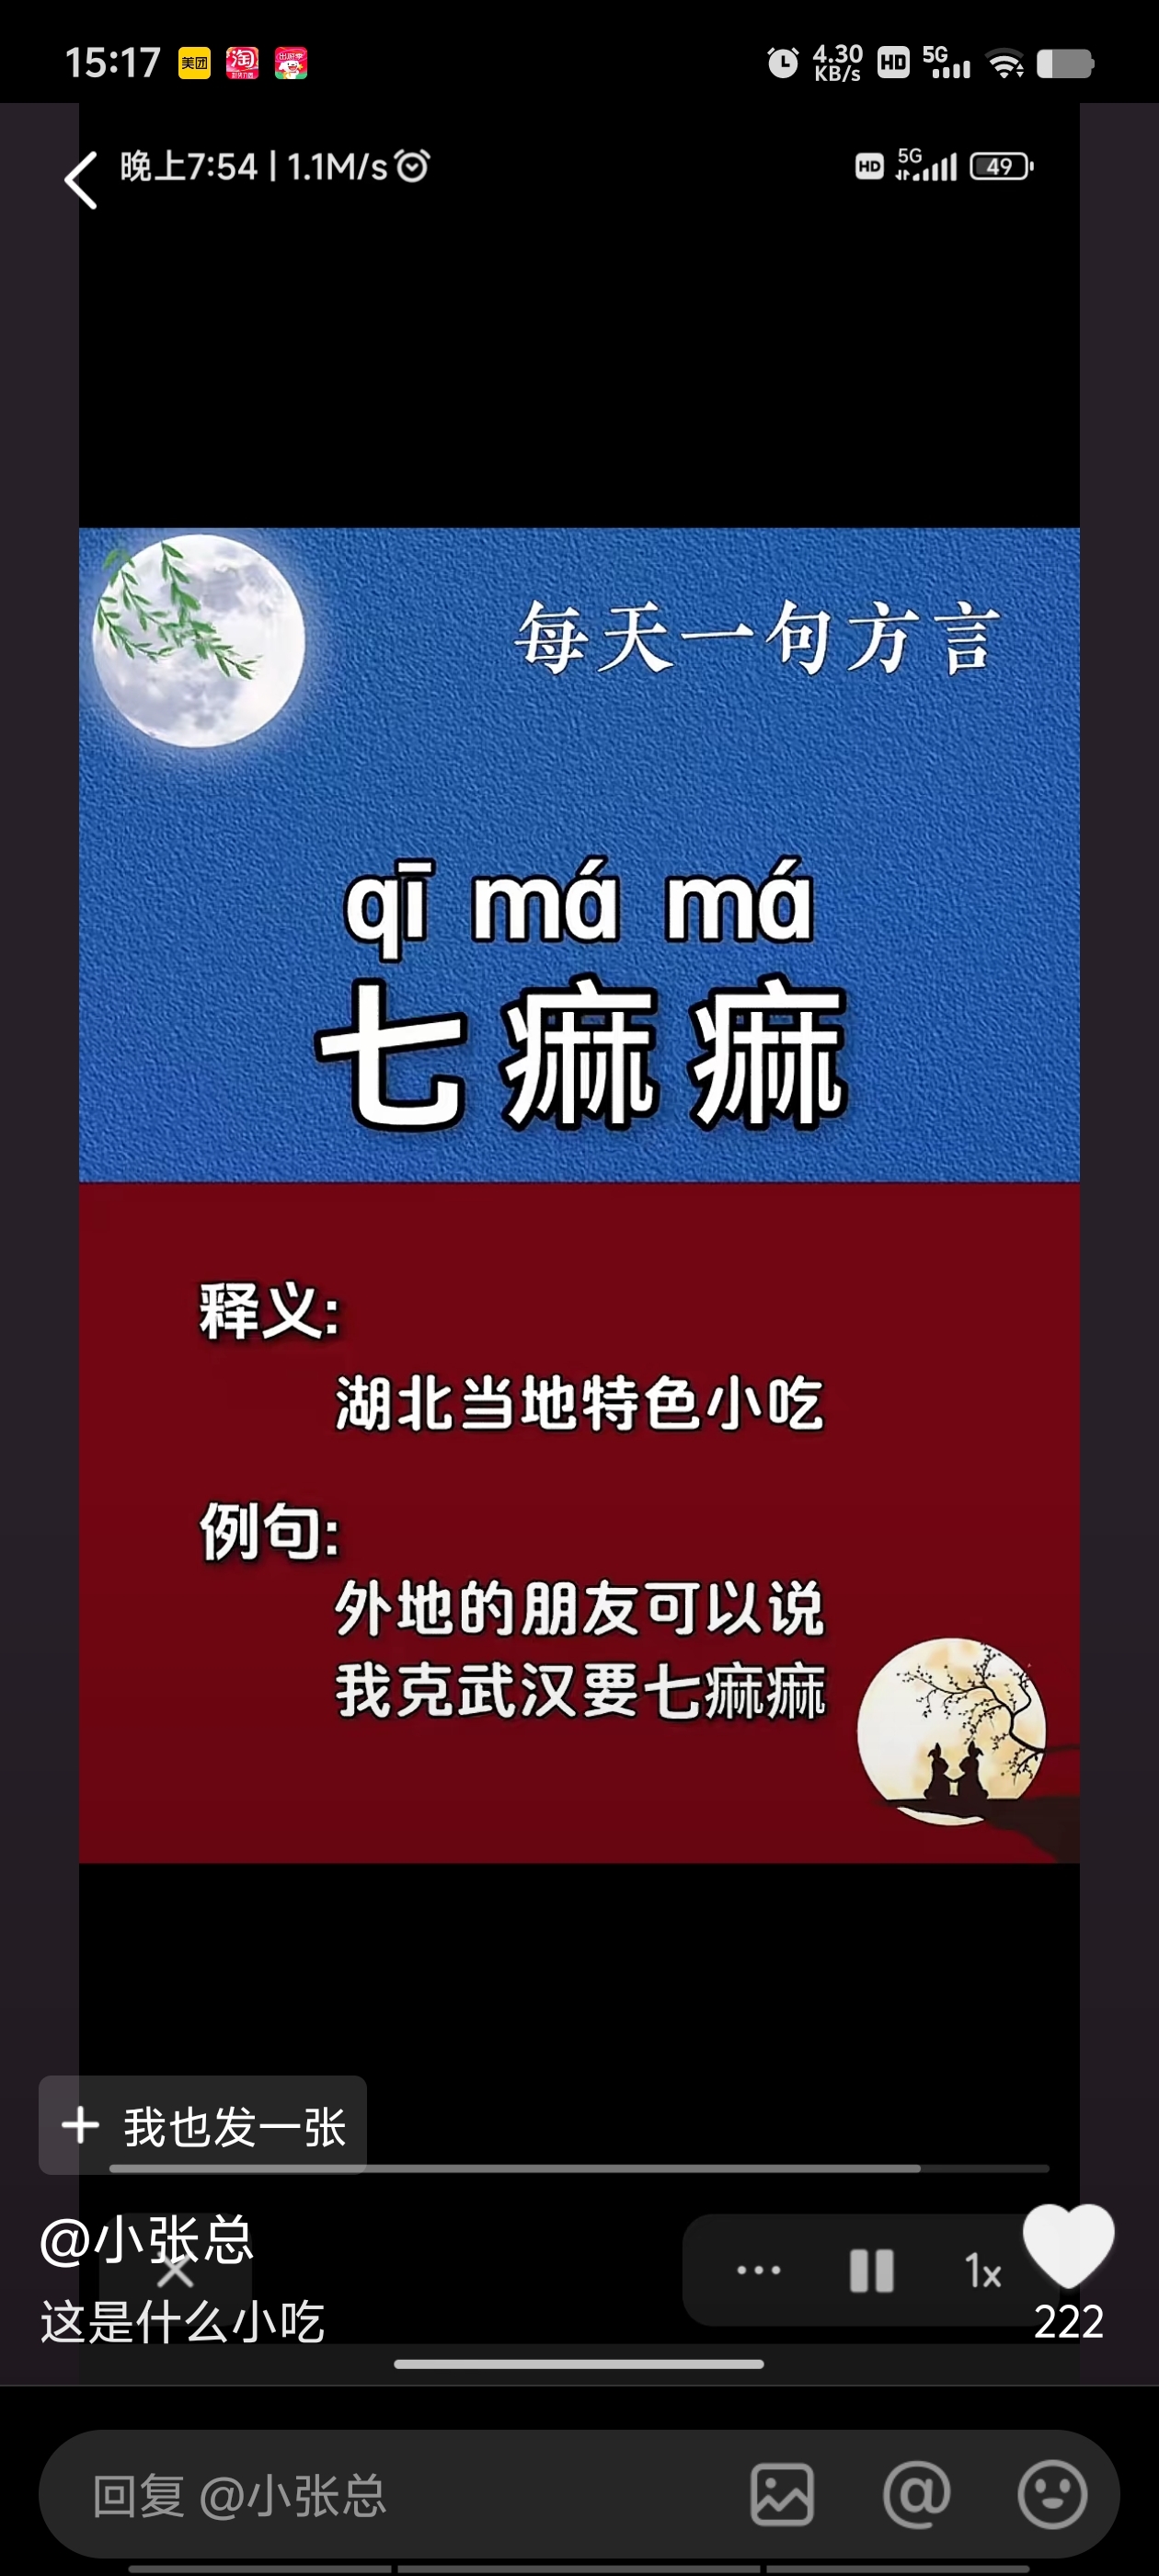 15:17 美团 淘 4.30 KB/s HD 5G
晚上7:54 | 1.1M/s HD 5G 49
每天一句方言
qī má má
七痲痲
释义:
湖北当地特色小吃
例句:
外地的朋友可以说
我克武汉要七痲痲
+ 我也发一张
@小张总
··· 1x
这是什么小吃
222
回复 @小张总
@